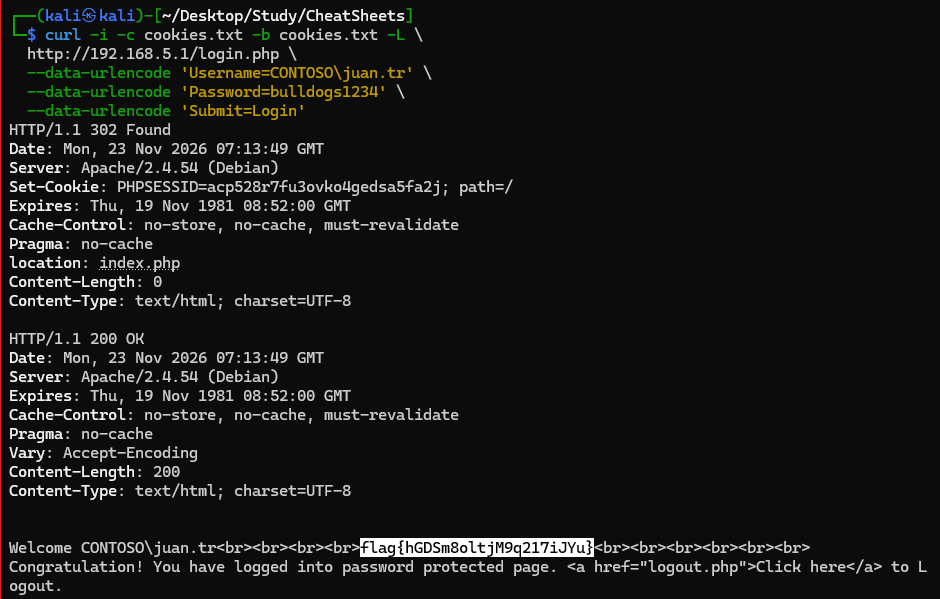 ┌──(kali㉿kali)-[~/Desktop/Study/CheatSheets]
└─$ curl -i -c cookies.txt -b cookies.txt -L \
  http://192.168.5.1/login.php \
  --data-urlencode 'Username=CONTOSO\juan.tr' \
  --data-urlencode 'Password=bulldogs1234' \
  --data-urlencode 'Submit=Login'
HTTP/1.1 302 Found
Date: Mon, 23 Nov 2026 07:13:49 GMT
Server: Apache/2.4.54 (Debian)
Set-Cookie: PHPSESSID=acp528r7fu3ovko4gedsa5fa2j; path=/
Expires: Thu, 19 Nov 1981 08:52:00 GMT
Cache-Control: no-store, no-cache, must-revalidate
Pragma: no-cache
location: index.php
Content-Length: 0
Content-Type: text/html; charset=UTF-8

HTTP/1.1 200 OK
Date: Mon, 23 Nov 2026 07:13:49 GMT
Server: Apache/2.4.54 (Debian)
Expires: Thu, 19 Nov 1981 08:52:00 GMT
Cache-Control: no-store, no-cache, must-revalidate
Pragma: no-cache
Vary: Accept-Encoding
Content-Length: 200
Content-Type: text/html; charset=UTF-8

Welcome CONTOSO\juan.tr<br><br><br><br>flag{hGDSm8oltjM9q217iJYu}<br><br><br><br><br><br>
Congratulation! You have logged into password protected page. <a href="logout.php">Click here</a> to L
ogout.